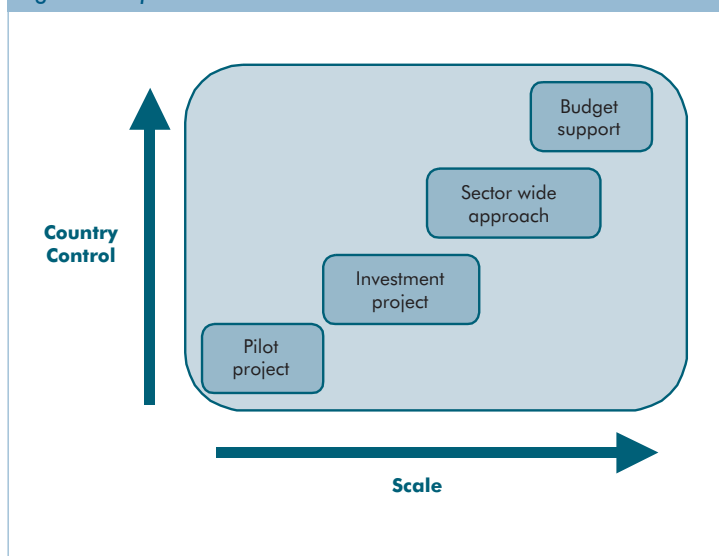 Budget
support
Sector wide
approach
Country
Control
Investment
project
Pilot
project
Scale